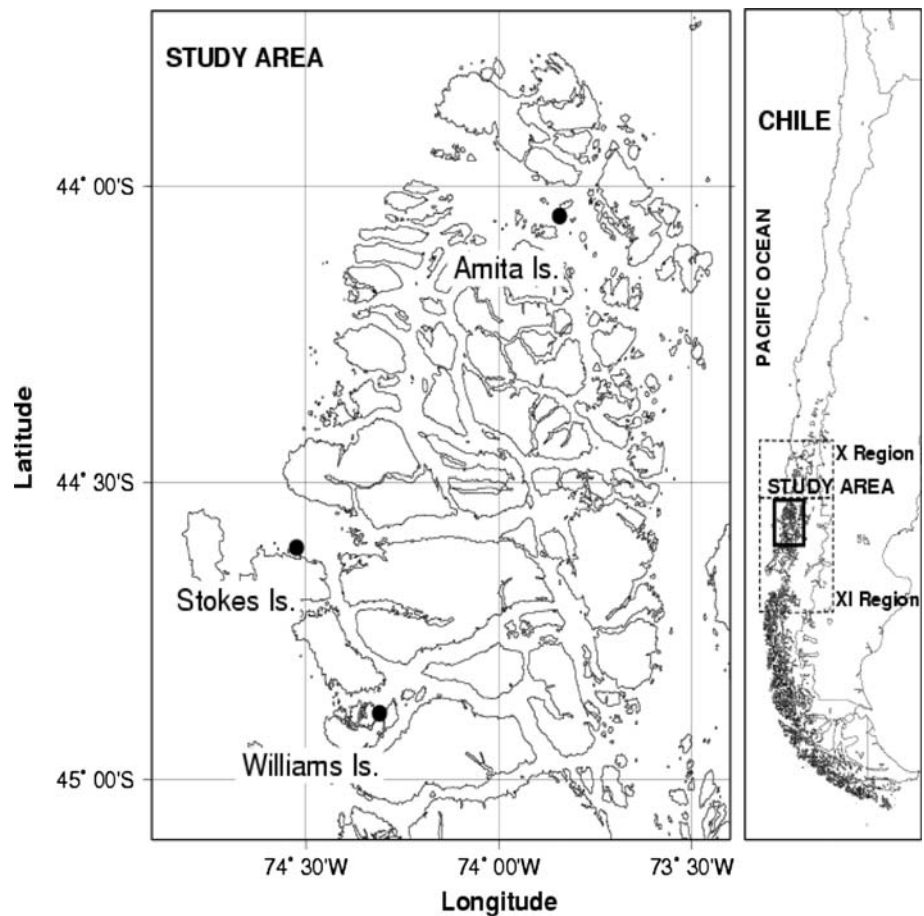 STUDY AREA
44° 00'S
Amita Is.
Latitude
44° 30'S
Stokes Is.
Williams Is.
45° 00'S
74° 30'W
74° 00'W
73° 30'W
Longitude
CHILE
PACIFIC OCEAN
X Region
STUDY AREA
XI Region